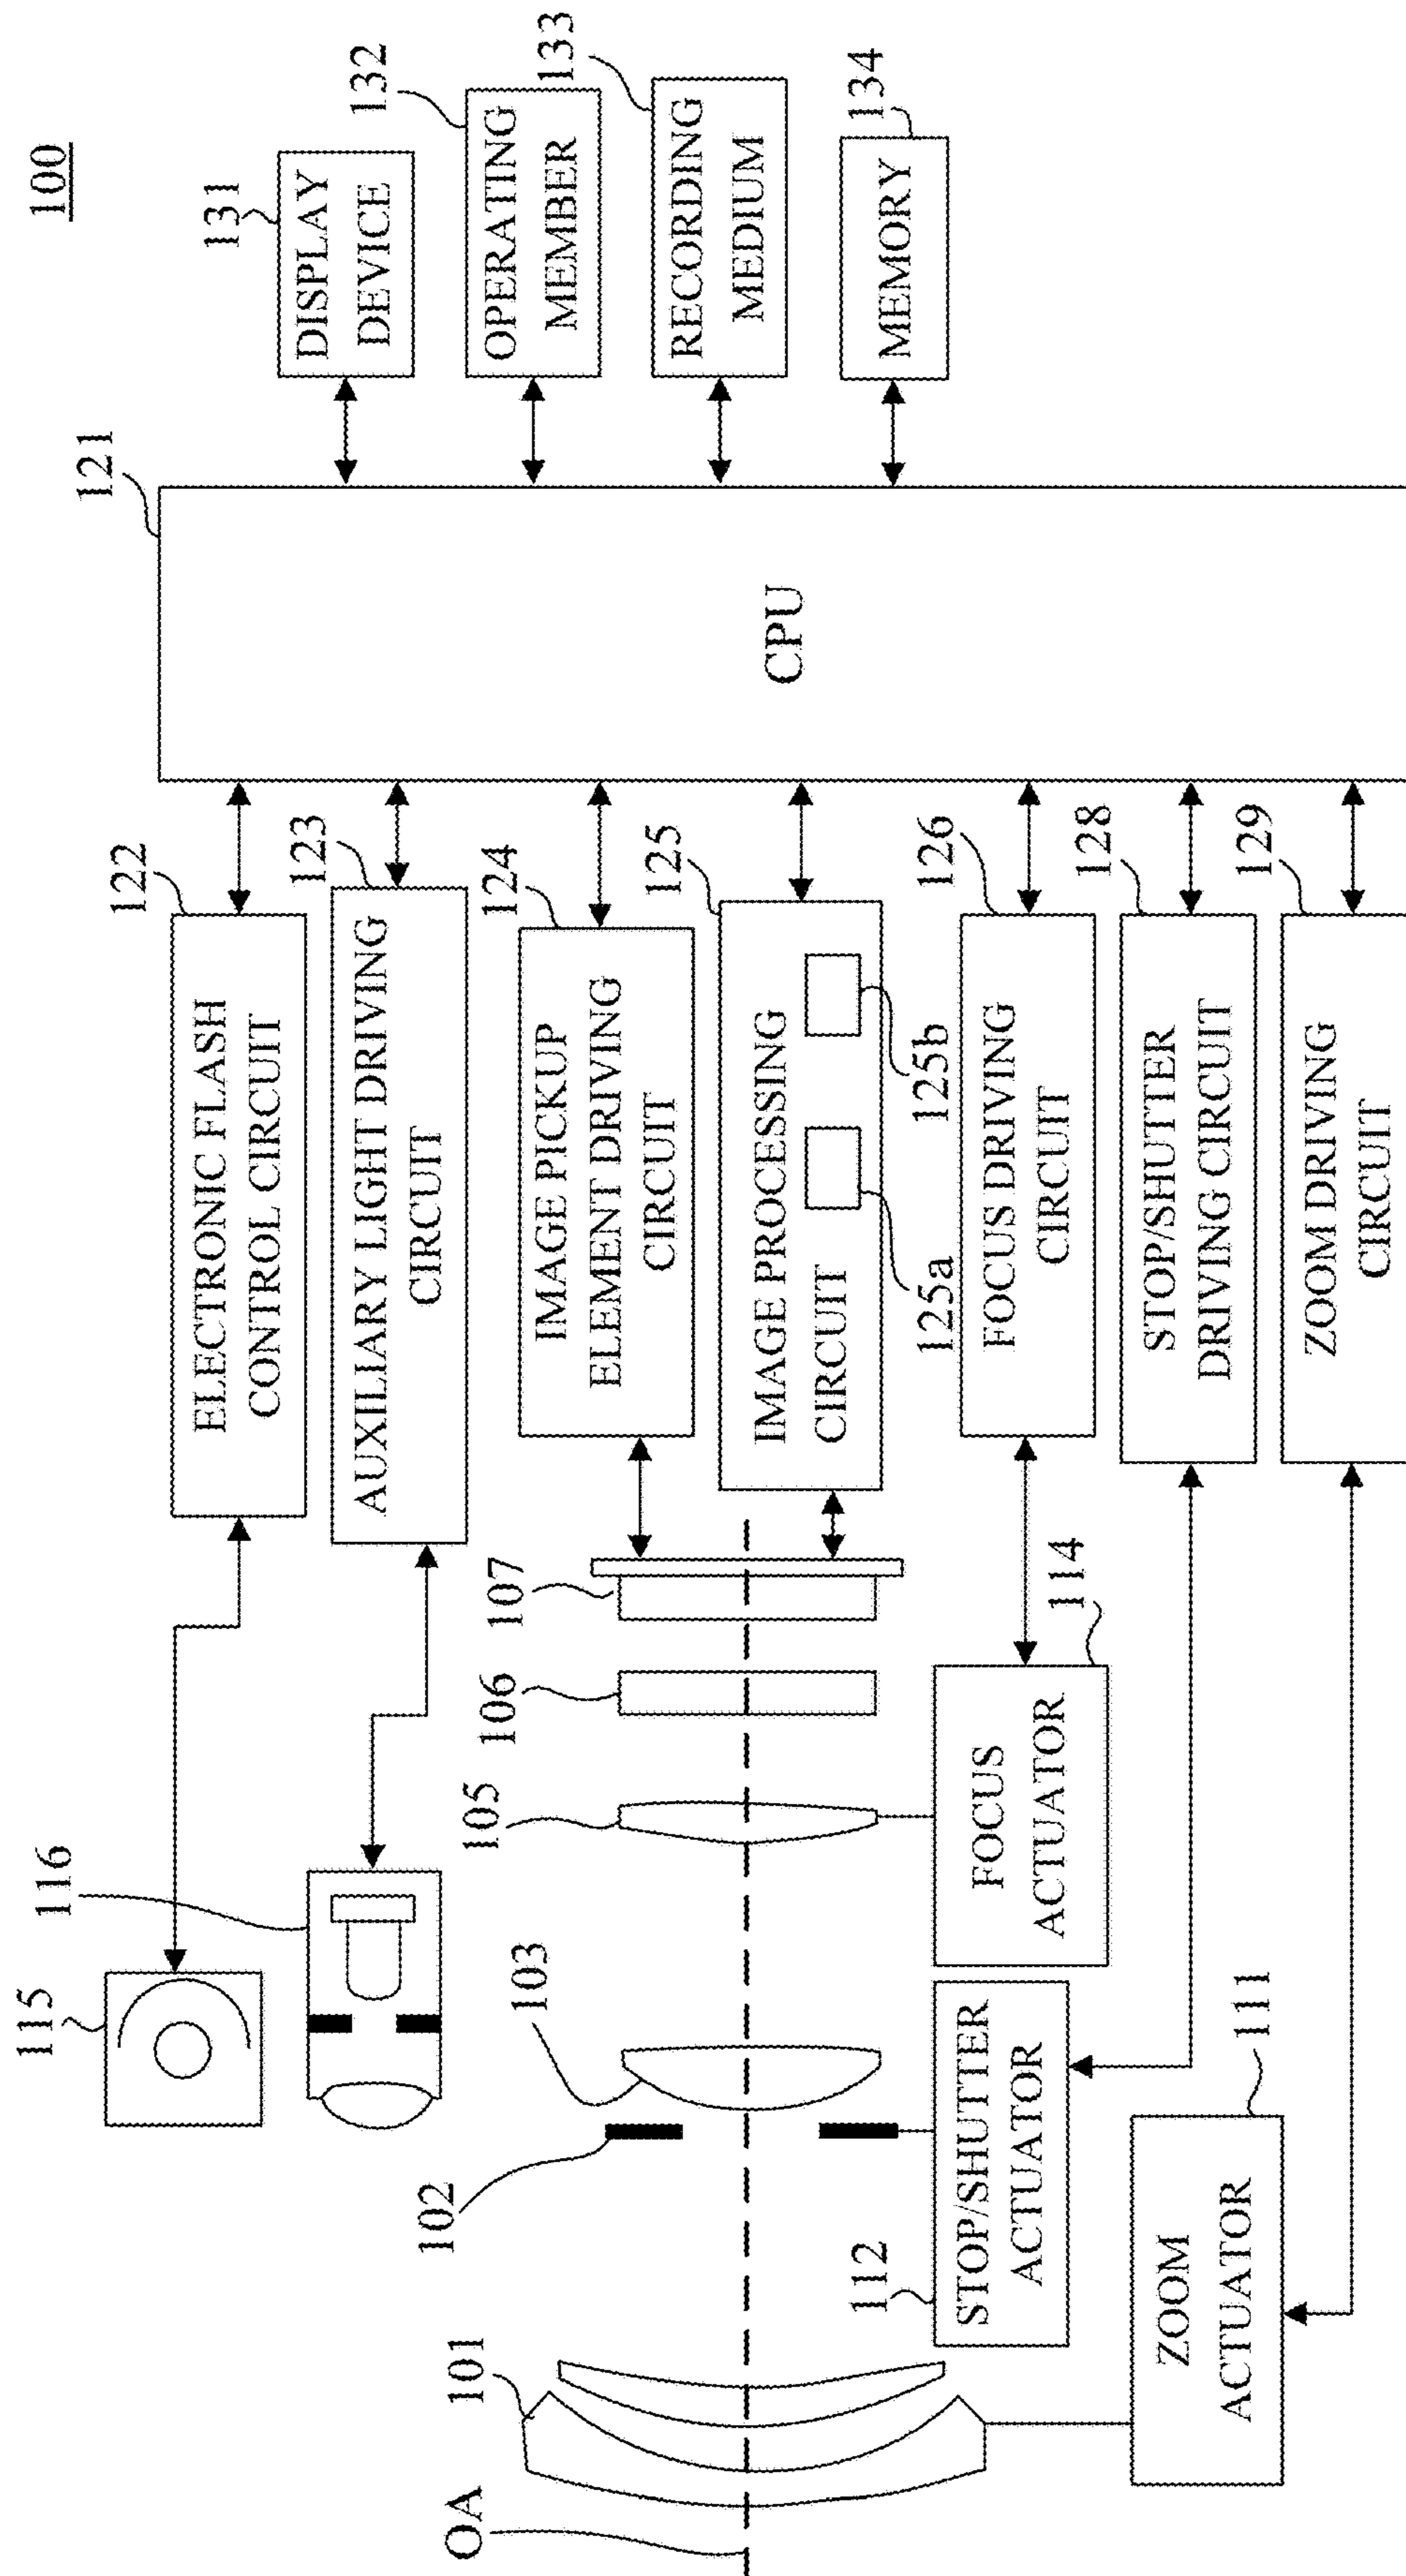 100
115
116
122
ELECTRONIC FLASH
CONTROL CIRCUIT
123
AUXILIARY LIGHT DRIVING
CIRCUIT
124
IMAGE PICKUP
ELEMENT DRIVING
CIRCUIT
125
IMAGE PROCESSING
CIRCUIT
125a
125b
126
FOCUS DRIVING
CIRCUIT
128
STOP/SHUTTER
DRIVING CIRCUIT
129
ZOOM DRIVING
CIRCUIT
121
CPU
131
DISPLAY
DEVICE
132
OPERATING
MEMBER
133
RECORDING
MEDIUM
134
MEMORY
OA
101
102
103
105
106
107
112
STOP/SHUTTER
ACTUATOR
114
FOCUS
ACTUATOR
111
ZOOM
ACTUATOR